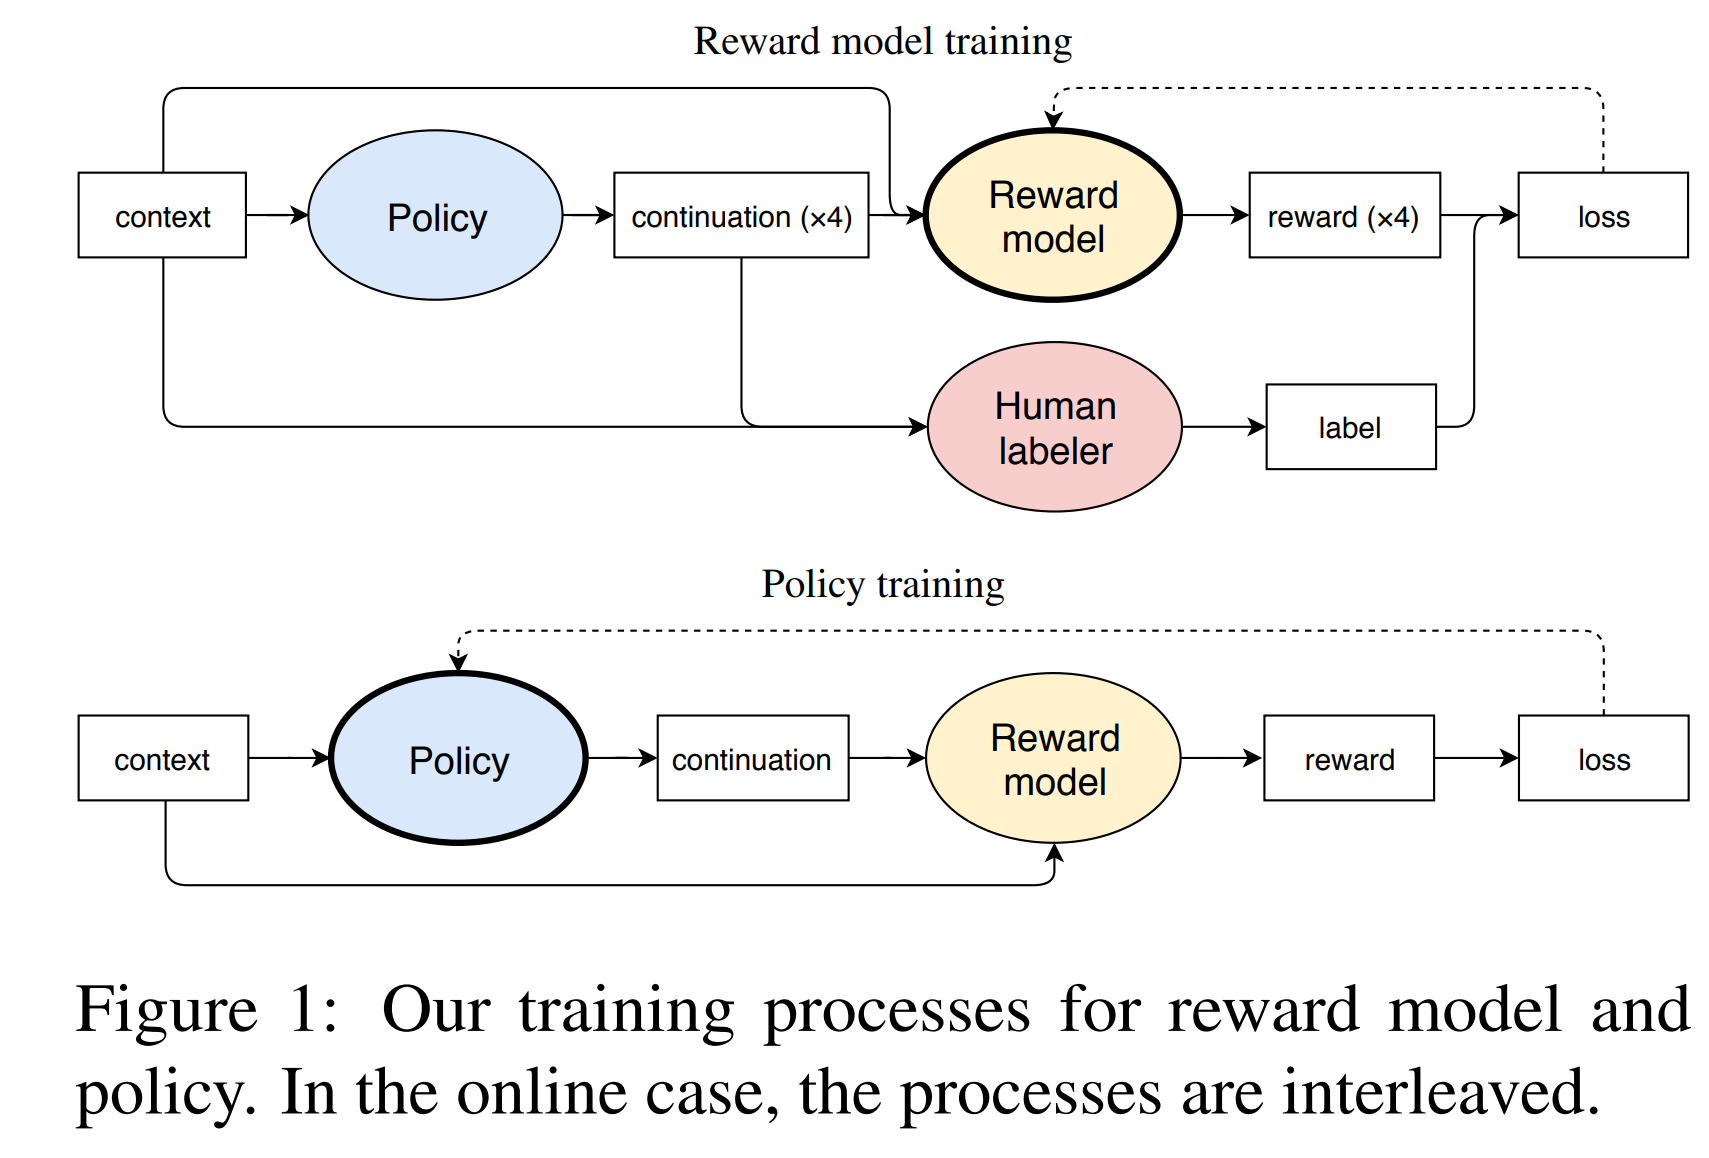 Reward model training
context
Policy
continuation (×4)
Reward
model
reward (×4)
loss
Human
labeler
label
Policy training
context
Policy
continuation
Reward
model
reward
loss
Figure 1: Our training processes for reward model and
policy. In the online case, the processes are interleaved.